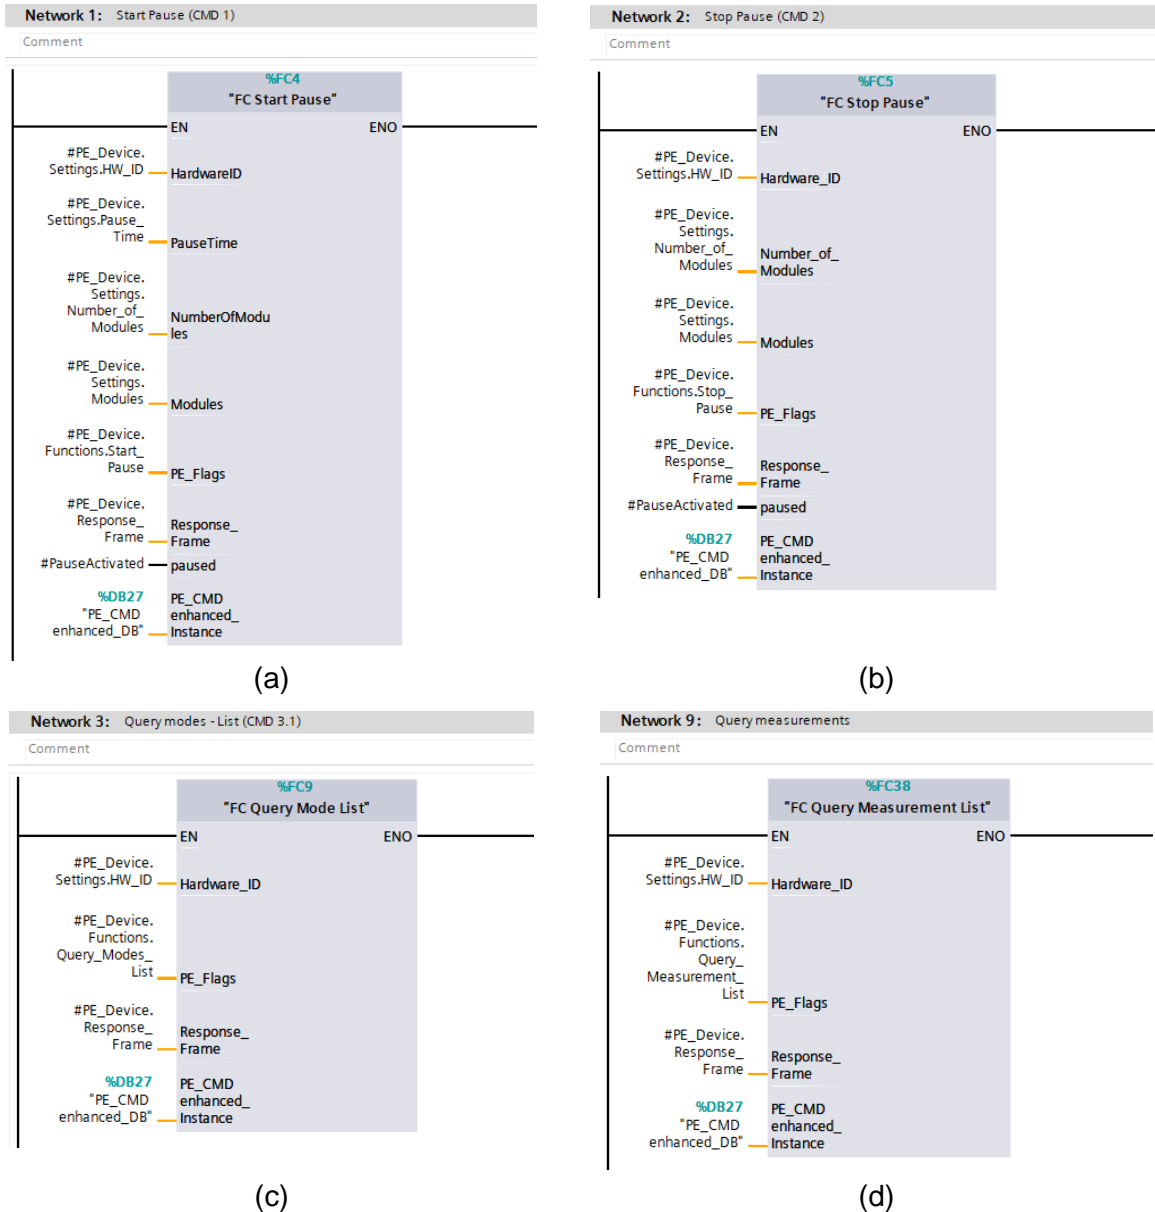 Network 1: Start Pause (CMD 1)
Comment
%FC4
"FC Start Pause"
EN ENO
#PE_Device.
Settings.HW_ID HardwareID
#PE_Device.
Settings.Pause_
Time PauseTime
#PE_Device.
Settings.
Number_of_ NumberOfModu
Modules les
#PE_Device.
Settings.
Modules Modules
#PE_Device.
Functions.Start_
Pause PE_Flags
#PE_Device.
Response_ Response_
Frame Frame
#PauseActivated paused
%DB27 PE_CMD
"PE_CMD enhanced_
enhanced_DB" Instance
(a)
Network 2: Stop Pause (CMD 2)
Comment
%FC5
"FC Stop Pause"
EN ENO
#PE_Device.
Settings.HW_ID Hardware_ID
#PE_Device.
Settings.
Number_of_ Number_of_
Modules Modules
#PE_Device.
Settings.
Modules Modules
#PE_Device.
Functions.Stop_
Pause PE_Flags
#PE_Device.
Response_ Response_
Frame Frame
#PauseActivated paused
%DB27 PE_CMD
"PE_CMD enhanced_
enhanced_DB" Instance
(b)
Network 3: Query modes - List (CMD 3.1)
Comment
%FC9
"FC Query Mode List"
EN ENO
#PE_Device.
Settings.HW_ID Hardware_ID
#PE_Device.
Functions.
Query_Modes_
List PE_Flags
#PE_Device.
Response_ Response_
Frame Frame
%DB27 PE_CMD
"PE_CMD enhanced_
enhanced_DB" Instance
(c)
Network 9: Query measurements
Comment
%FC38
"FC Query Measurement List"
EN ENO
#PE_Device.
Settings.HW_ID Hardware_ID
#PE_Device.
Functions.
Query_
Measurement_
List PE_Flags
#PE_Device.
Response_ Response_
Frame Frame
%DB27 PE_CMD
"PE_CMD enhanced_
enhanced_DB" Instance
(d)